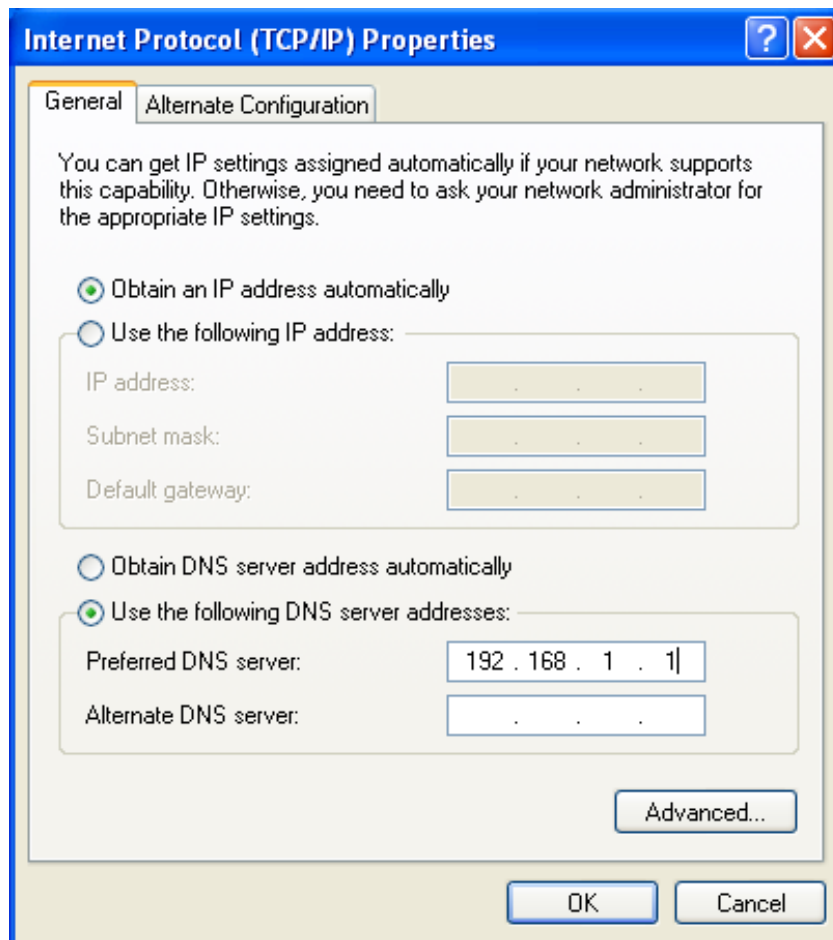 Internet Protocol (TCP/IP) Properties
General
Alternate Configuration
You can get IP settings assigned automatically if your network supports
this capability. Otherwise, you need to ask your network administrator for
the appropriate IP settings.
Obtain an IP address automatically
Use the following IP address:
IP address:
. . .
Subnet mask:
. . .
Default gateway:
. . .
Obtain DNS server address automatically
Use the following DNS server addresses:
Preferred DNS server:
192 . 168 . 1 . 1
Alternate DNS server:
. . .
Advanced...
OK
Cancel